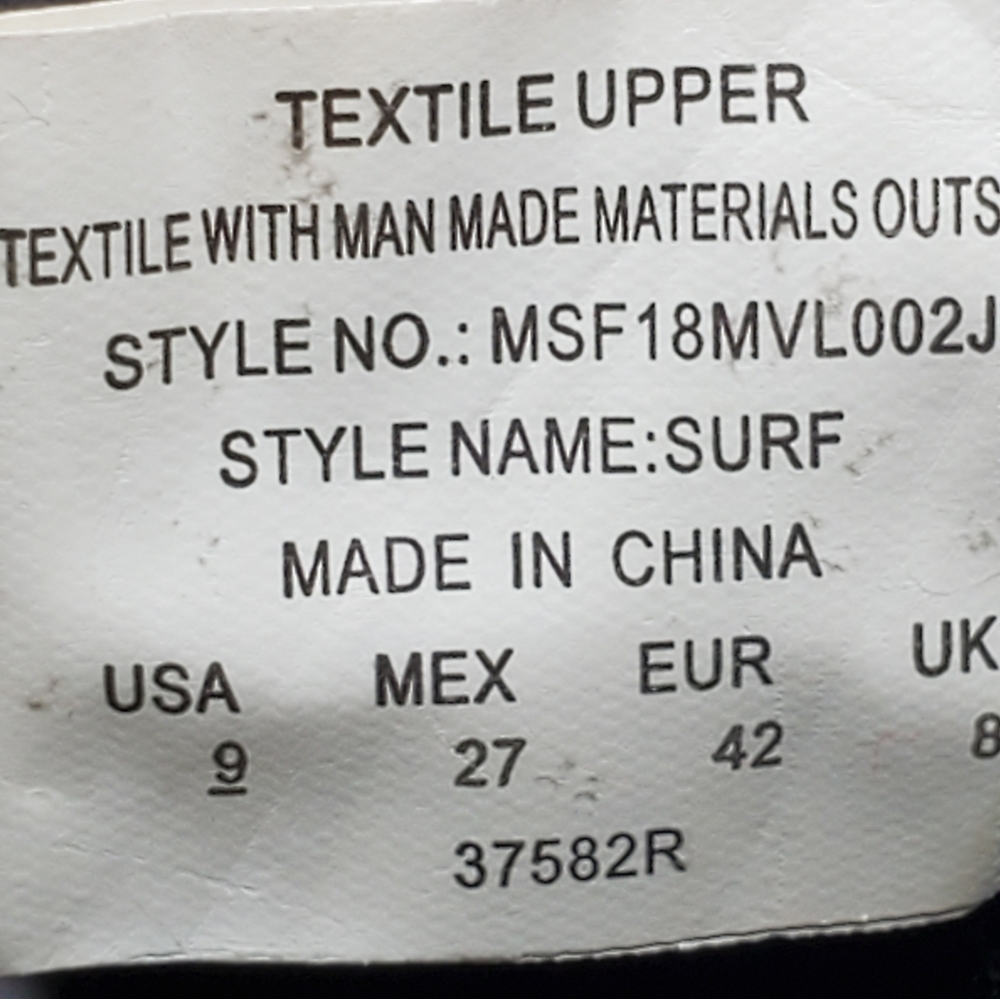 TEXTILE UPPER
TEXTILE WITH MAN MADE MATERIALS OUTS
STYLE NO.: MSF18MVL002J
STYLE NAME:SURF
MADE IN CHINA
USA MEX EUR UK
9 27 42 8
37582R